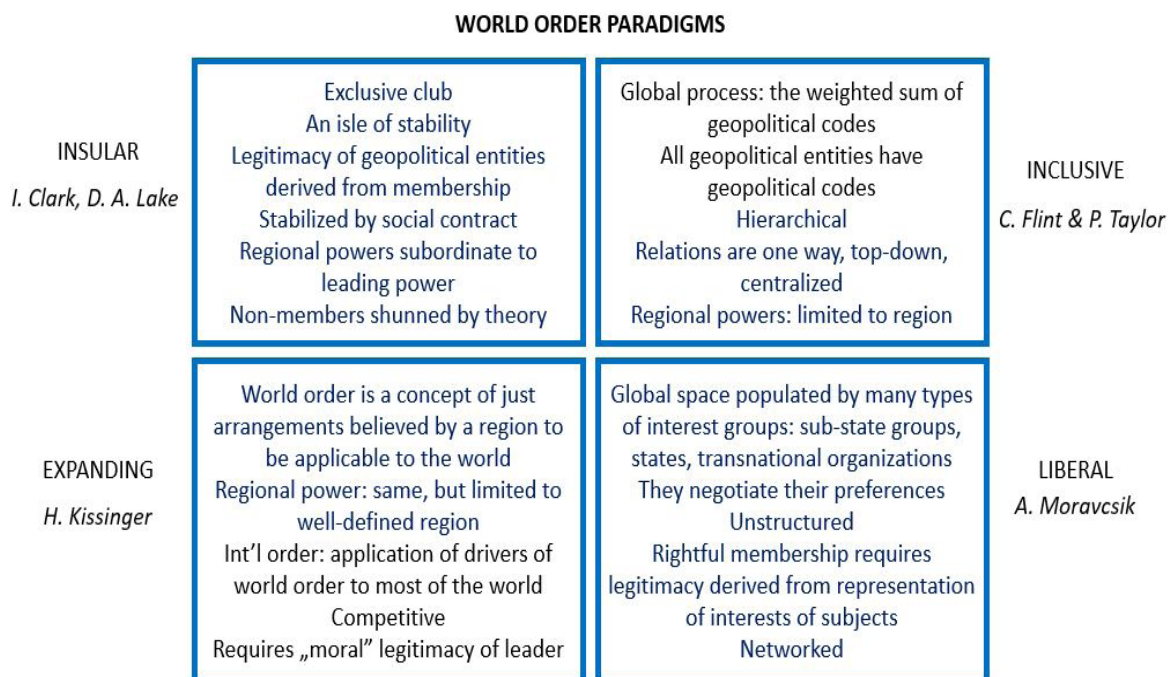 WORLD ORDER PARADIGMS
INSULAR
I. Clark, D. A. Lake
Exclusive club
An isle of stability
Legitimacy of geopolitical entities
derived from membership
Stabilized by social contract
Regional powers subordinate to
leading power
Non-members shunned by theory
Global process: the weighted sum of
geopolitical codes
All geopolitical entities have
geopolitical codes
Hierarchical
Relations are one way, top-down,
centralized
Regional powers: limited to region
INCLUSIVE
C. Flint & P. Taylor
EXPANDING
H. Kissinger
World order is a concept of just
arrangements believed by a region to
be applicable to the world
Regional power: same, but limited to
well-defined region
Int'l order: application of drivers of
world order to most of the world
Competitive
Requires „moral” legitimacy of leader
Global space populated by many types
of interest groups: sub-state groups,
states, transnational organizations
They negotiate their preferences
Unstructured
Rightful membership requires
legitimacy derived from representation
of interests of subjects
Networked
LIBERAL
A. Moravcsik